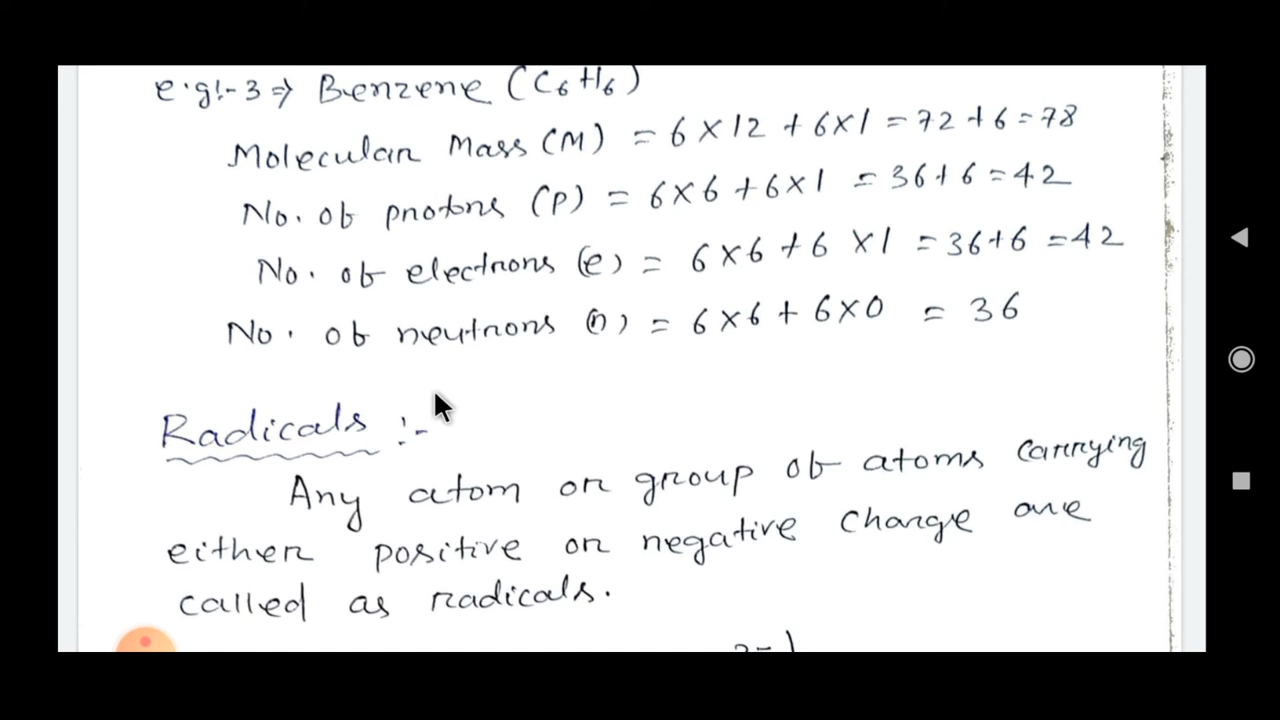 e.g:-3⇒ Benzene (C₆H₆)
Molecular Mass (M) = 6×12 + 6×1 = 72+6=78
No. of protons (P) = 6×6+6×1 = 36+6=42
No. of electrons (e) = 6×6+6×1 = 36+6=42
No. of neutrons (n) = 6×6+6×0 = 36
Radicals :-
Any atom or group of atoms carrying
either positive or negative charge are
called as radicals.